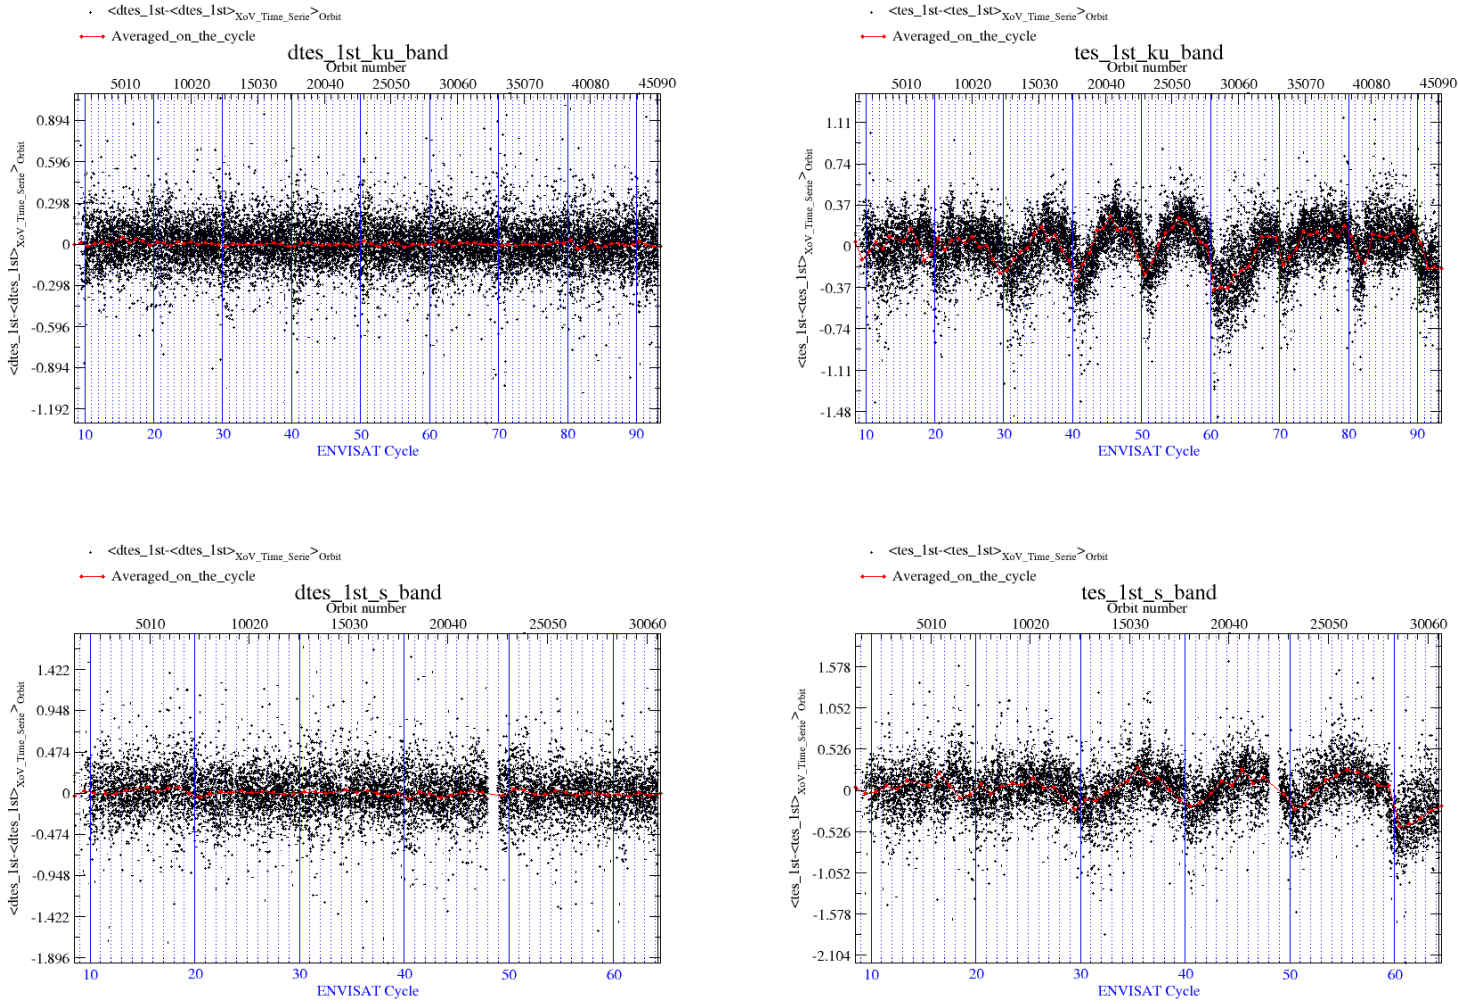 <dtes_1st-<dtes_1st>XoV_Time_Serie>Orbit
Averaged_on_the_cycle
dtes_1st_ku_band
Orbit number
5010 10020 15030 20040 25050 30060 35070 40080 45090
0.894
0.596
0.298
0
-0.298
-0.596
-0.894
-1.192
<dtes_1st-<dtes_1st>XoV_Time_Serie>Orbit
10 20 30 40 50 60 70 80 90
ENVISAT Cycle
<tes_1st-<tes_1st>XoV_Time_Serie>Orbit
Averaged_on_the_cycle
tes_1st_ku_band
Orbit number
5010 10020 15030 20040 25050 30060 35070 40080 45090
1.11
0.74
0.37
0
-0.37
-0.74
-1.11
-1.48
<tes_1st-<tes_1st>XoV_Time_Serie>Orbit
10 20 30 40 50 60 70 80 90
ENVISAT Cycle
<dtes_1st-<dtes_1st>XoV_Time_Serie>Orbit
Averaged_on_the_cycle
dtes_1st_s_band
Orbit number
5010 10020 15030 20040 25050 30060
1.422
0.948
0.474
0
-0.474
-0.948
-1.422
-1.896
<dtes_1st-<dtes_1st>XoV_Time_Serie>Orbit
10 20 30 40 50 60
ENVISAT Cycle
<tes_1st-<tes_1st>XoV_Time_Serie>Orbit
Averaged_on_the_cycle
tes_1st_s_band
Orbit number
5010 10020 15030 20040 25050 30060
1.578
1.052
0.526
0
-0.526
-1.052
-1.578
-2.104
<tes_1st-<tes_1st>XoV_Time_Serie>Orbit
10 20 30 40 50 60
ENVISAT Cycle